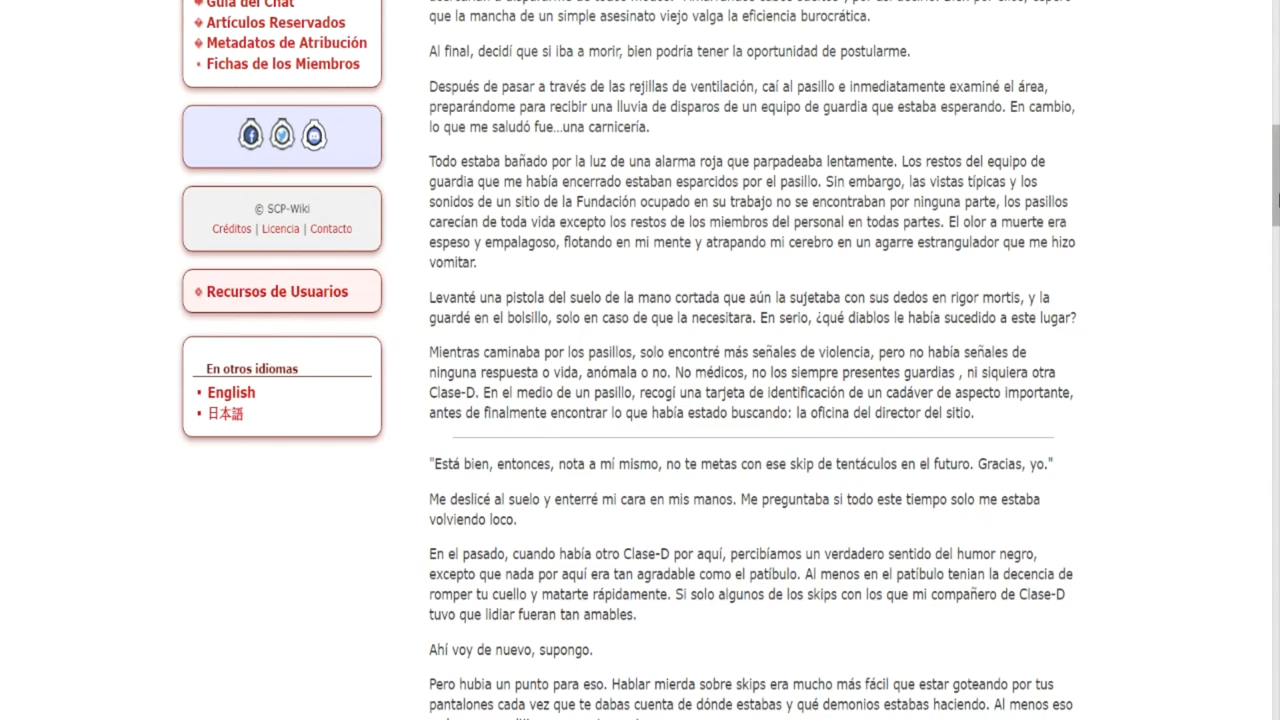 Guía del Chat
Artículos Reservados
Metadatos de Atribución
Fichas de los Miembros
© SCP-Wiki
Créditos | Licencia | Contacto
Recursos de Usuarios
En otros idiomas
English
日本語
que la mancha de un simple asesinato viejo valga la eficiencia burocrática.
Al final, decidí que si iba a morir, bien podría tener la oportunidad de postularme.
Después de pasar a través de las rejillas de ventilación, caí al pasillo e inmediatamente examiné el área,
preparándome para recibir una lluvia de disparos de un equipo de guardia que estaba esperando. En cambio,
lo que me saludó fue...una carnicería.
Todo estaba bañado por la luz de una alarma roja que parpadeaba lentamente. Los restos del equipo de
guardia que me había encerrado estaban esparcidos por el pasillo. Sin embargo, las vistas típicas y los
sonidos de un sitio de la Fundación ocupado en su trabajo no se encontraban por ninguna parte, los pasillos
carecían de toda vida excepto los restos de los miembros del personal en todas partes. El olor a muerte era
espeso y empalagoso, flotando en mi mente y atrapando mi cerebro en un agarre estrangulador que me hizo
vomitar.
Levanté una pistola del suelo de la mano cortada que aún la sujetaba con sus dedos en rigor mortis, y la
guardé en el bolsillo, solo en caso de que la necesitara. En serio, ¿qué diablos le había sucedido a este lugar?
Mientras caminaba por los pasillos, solo encontré más señales de violencia, pero no había señales de
ninguna respuesta o vida, anómala o no. No médicos, no los siempre presentes guardias , ni siquiera otra
Clase-D. En el medio de un pasillo, recogí una tarjeta de identificación de un cadáver de aspecto importante,
antes de finalmente encontrar lo que había estado buscando: la oficina del director del sitio.
"Está bien, entonces, nota a mí mismo, no te metas con ese skip de tentáculos en el futuro. Gracias, yo."
Me deslicé al suelo y enterré mi cara en mis manos. Me preguntaba si todo este tiempo solo me estaba
volviendo loco.
En el pasado, cuando había otro Clase-D por aquí, percibíamos un verdadero sentido del humor negro,
excepto que nada por aquí era tan agradable como el patíbulo. Al menos en el patíbulo tenian la decencia de
romper tu cuello y matarte rápidamente. Si solo algunos de los skips con los que mi compañero de Clase-D
tuvo que lidiar fueran tan amables.
Ahí voy de nuevo, supongo.
Pero hubia un punto para eso. Hablar mierda sobre skips era mucho más fácil que estar goteando por tus
pantalones cada vez que te dabas cuenta de dónde estabas y qué demonios estabas haciendo. Al menos eso